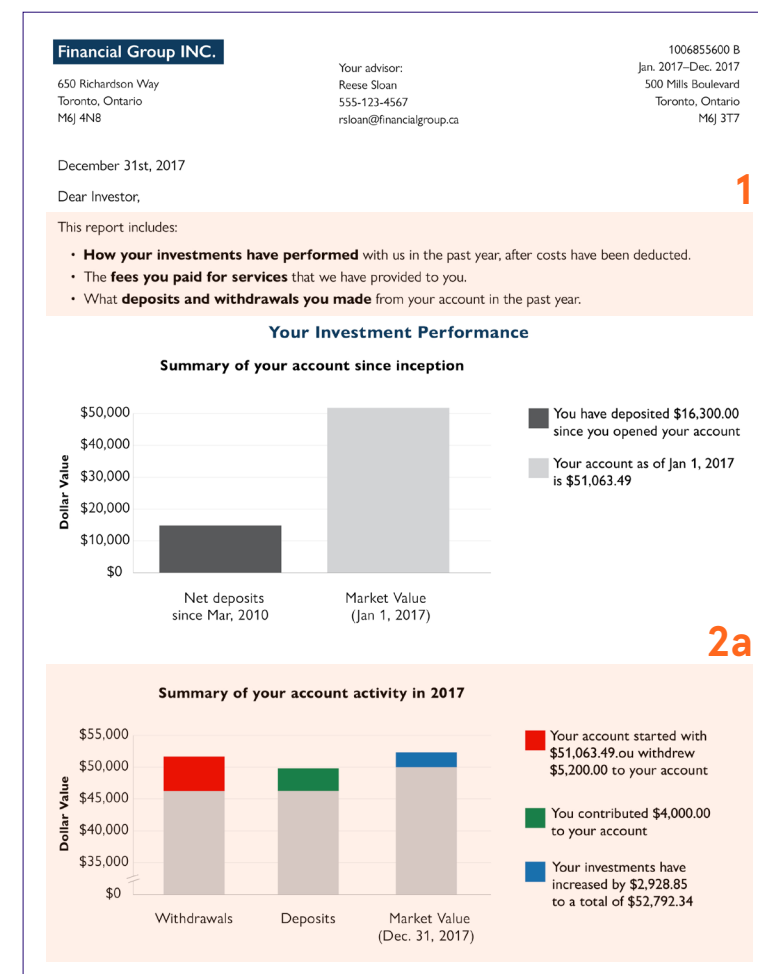 Financial Group INC.
650 Richardson Way
Toronto, Ontario
M6J 4N8
Your advisor:
Reese Sloan
555-123-4567
rsloan@financialgroup.ca
1006855600 B
Jan. 2017–Dec. 2017
500 Mills Boulevard
Toronto, Ontario
M6J 3T7
December 31st, 2017
Dear Investor,
1
This report includes:
• How your investments have performed with us in the past year, after costs have been deducted.
• The fees you paid for services that we have provided to you.
• What deposits and withdrawals you made from your account in the past year.
Your Investment Performance
Summary of your account since inception
Dollar Value
$50,000
$40,000
$30,000
$20,000
$10,000
$0
Net deposits
since Mar, 2010
Market Value
(Jan 1, 2017)
You have deposited $16,300.00
since you opened your account
Your account as of Jan 1, 2017
is $51,063.49
2a
Summary of your account activity in 2017
Dollar Value
$55,000
$50,000
$45,000
$40,000
$35,000
$0
Withdrawals
Deposits
Market Value
(Dec. 31, 2017)
Your account started with
$51,063.49.ou withdrew
$5,200.00 to your account
You contributed $4,000.00
to your account
Your investments have
increased by $2,928.85
to a total of $52,792.34